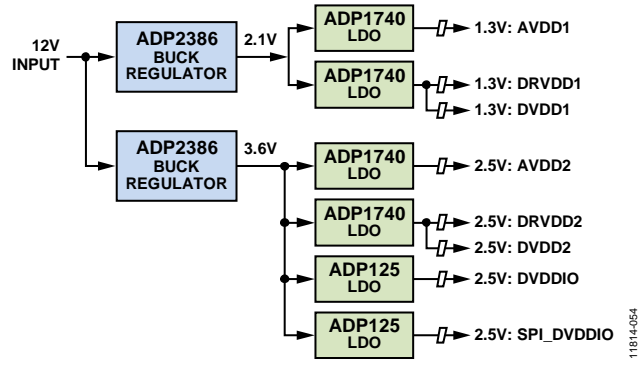 12V
INPUT
ADP2386
BUCK
REGULATOR
2.1V
ADP1740
LDO
1.3V: AVDD1
ADP1740
LDO
1.3V: DRVDD1
1.3V: DVDD1
ADP2386
BUCK
REGULATOR
3.6V
ADP1740
LDO
2.5V: AVDD2
ADP1740
LDO
2.5V: DRVDD2
2.5V: DVDD2
ADP125
LDO
2.5V: DVDDIO
ADP125
LDO
2.5V: SPI_DVDDIO
11814-054